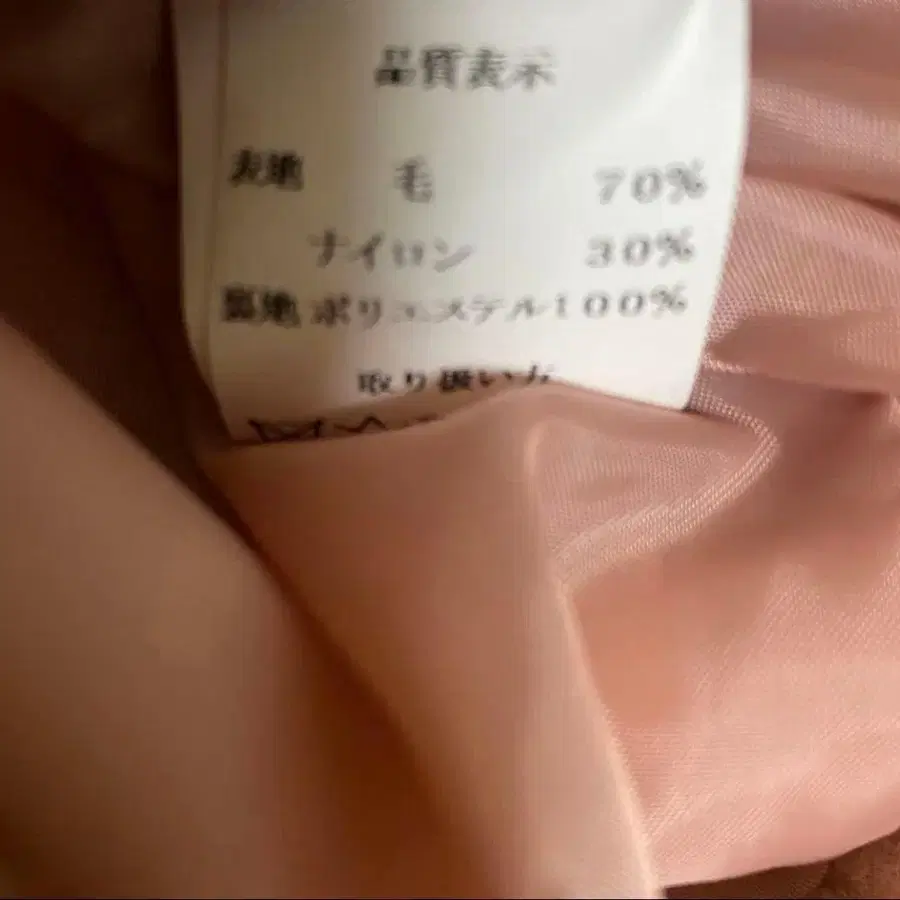 品質表示
表地 毛 70%
ナイロン 30%
裏地 ポリエステル100%
取り扱い方